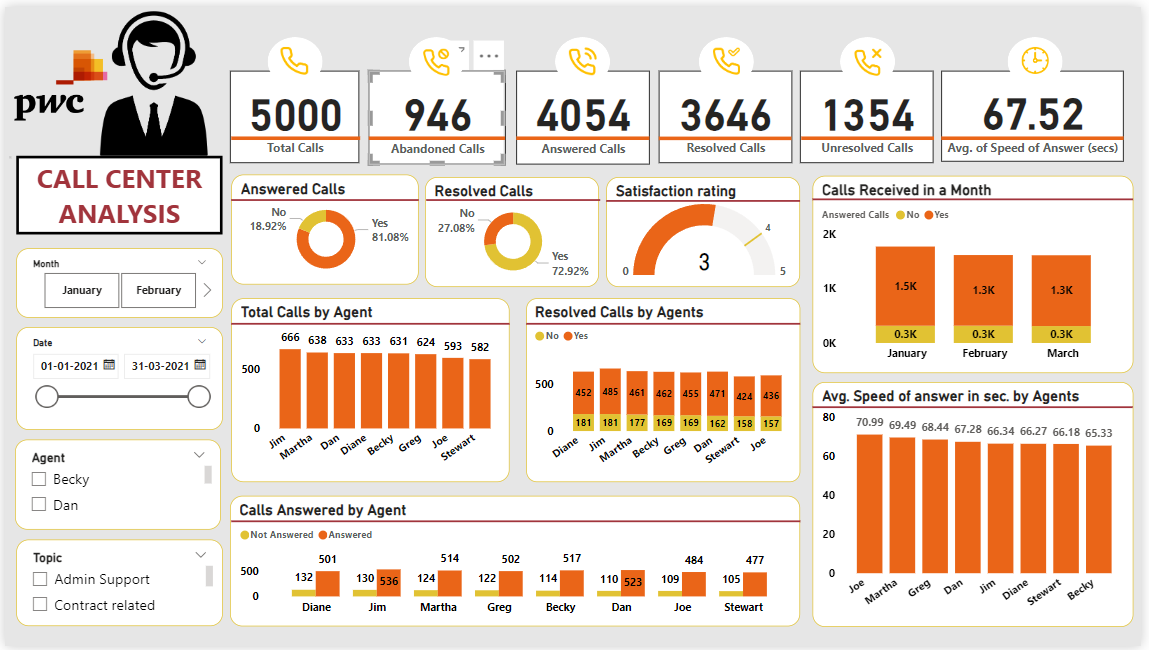 pwc
CALL CENTER
ANALYSIS
5000
Total Calls
946
Abandoned Calls
4054
Answered Calls
3646
Resolved Calls
1354
Unresolved Calls
67.52
Avg. of Speed of Answer (secs)
Month
January
February
Date
01-01-2021
31-03-2021
Agent
Becky
Dan
Topic
Admin Support
Contract related
Answered Calls
No
18.92%
Yes
81.08%
Resolved Calls
No
27.08%
Yes
72.92%
Satisfaction rating
4
3
0
5
Calls Received in a Month
Answered Calls No Yes
2K
1K
0K
1.5K
1.3K
1.3K
0.3K
0.3K
0.3K
January
February
March
Total Calls by Agent
666 638 633 633 631 624 593 582
500
0
Jim Martha Dan Diane Becky Greg Joe Stewart
Resolved Calls by Agents
No Yes
500
0
452 485 461 462 455 471 424 436
181 181 177 169 169 162 158 157
Diane Jim Martha Becky Greg Dan Stewart Joe
Avg. Speed of answer in sec. by Agents
80
60
40
20
0
70.99 69.49 68.44 67.28 66.34 66.27 66.18 65.33
Joe Martha Greg Dan Jim Diane Stewart Becky
Calls Answered by Agent
Not Answered Answered
500
0
132 501 130 536 124 514 122 502 114 517 110 523 109 484 105 477
Diane Jim Martha Greg Becky Dan Joe Stewart